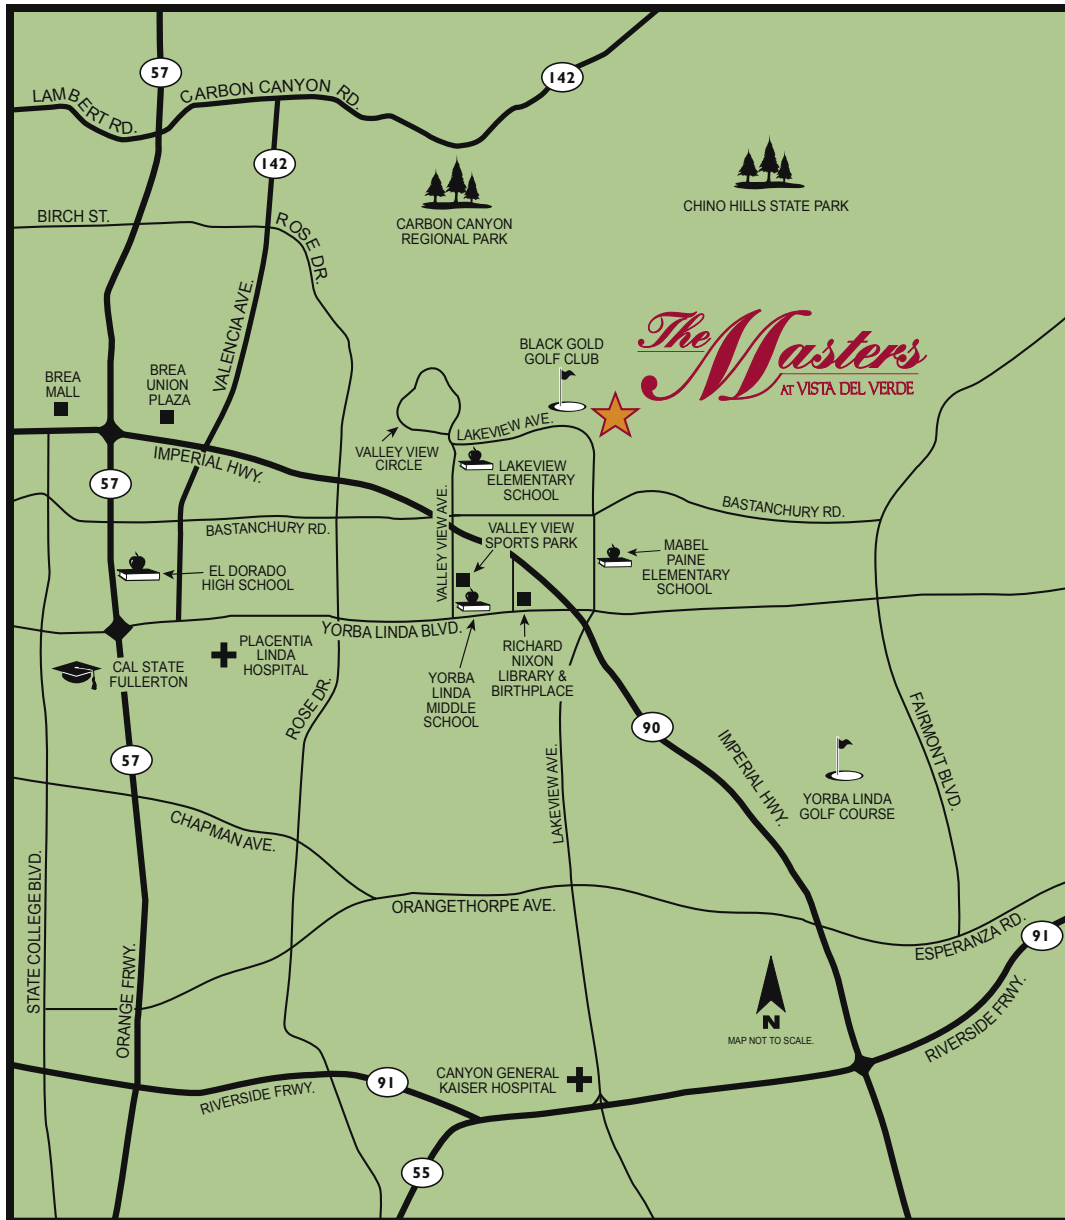 57
142
LAMBERT RD.
CARBON CANYON RD.
142
CHINO HILLS STATE PARK
BIRCH ST.
ROSE DR.
CARBON CANYON
REGIONAL PARK
VALENCIA AVE.
The Masters
AT VISTA DEL VERDE
BLACK GOLD
GOLF CLUB
BREA
MALL
BREA
UNION
PLAZA
LAKEVIEW AVE.
VALLEY VIEW
CIRCLE
IMPERIAL HWY.
LAKEVIEW
ELEMENTARY
SCHOOL
57
BASTANCHURY RD.
VALLEY VIEW AVE.
VALLEY VIEW
SPORTS PARK
BASTANCHURY RD.
MABEL
PAINE
ELEMENTARY
SCHOOL
EL DORADO
HIGH SCHOOL
YORBA LINDA BLVD.
PLACENTIA
LINDA
HOSPITAL
CAL STATE
FULLERTON
RICHARD
NIXON
LIBRARY &
BIRTHPLACE
YORBA
LINDA
MIDDLE
SCHOOL
ROSE DR.
90
57
LAKEVIEW AVE.
IMPERIAL HWY.
FAIRMONT BLVD.
YORBA LINDA
GOLF COURSE
CHAPMAN AVE.
STATE COLLEGE BLVD.
ORANGETHORPE AVE.
ESPERANZA RD.
91
ORANGE FRWY.
N
MAP NOT TO SCALE.
RIVERSIDE FRWY.
CANYON GENERAL
KAISER HOSPITAL
91
RIVERSIDE FRWY.
55